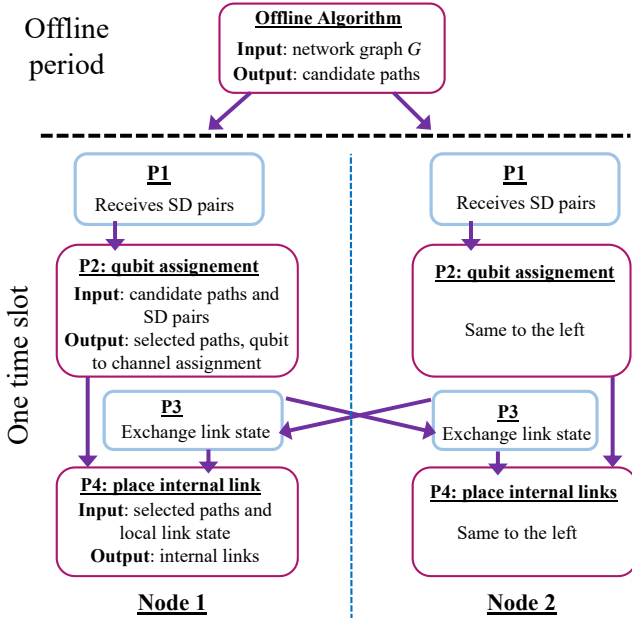 Offline
period
Offline Algorithm
Input: network graph G
Output: candidate paths
One time slot
P1
Receives SD pairs
P2: qubit assignement
Input: candidate paths and
SD pairs
Output: selected paths, qubit
to channel assignment
P3
Exchange link state
P4: place internal link
Input: selected paths and
local link state
Output: internal links
Node 1
P1
Receives SD pairs
P2: qubit assignement
Same to the left
P3
Exchange link state
P4: place internal links
Same to the left
Node 2